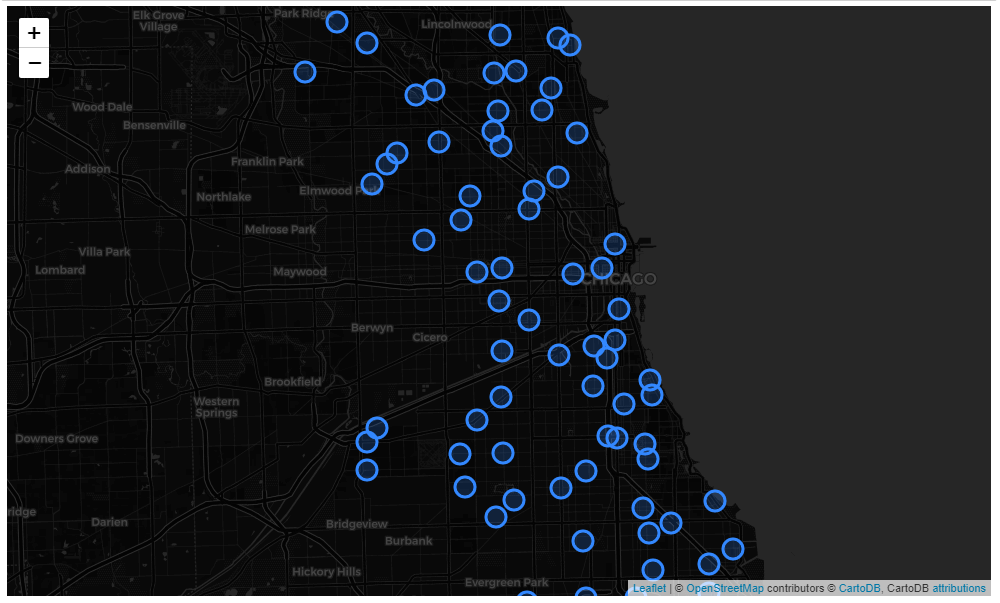 +
−
Elk Grove
Village
Park Ridge
Lincolnwood
Wood Dale
Bensenville
Addison
Franklin Park
Northlake
Elmwood Park
Melrose Park
Villa Park
Lombard
Maywood
CHICAGO
Berwyn
Cicero
Brookfield
Western
Springs
Downers Grove
ridge
Darien
Bridgeview
Burbank
Hickory Hills
Evergreen Park
Leaflet | © OpenStreetMap contributors © CartoDB, CartoDB attributions